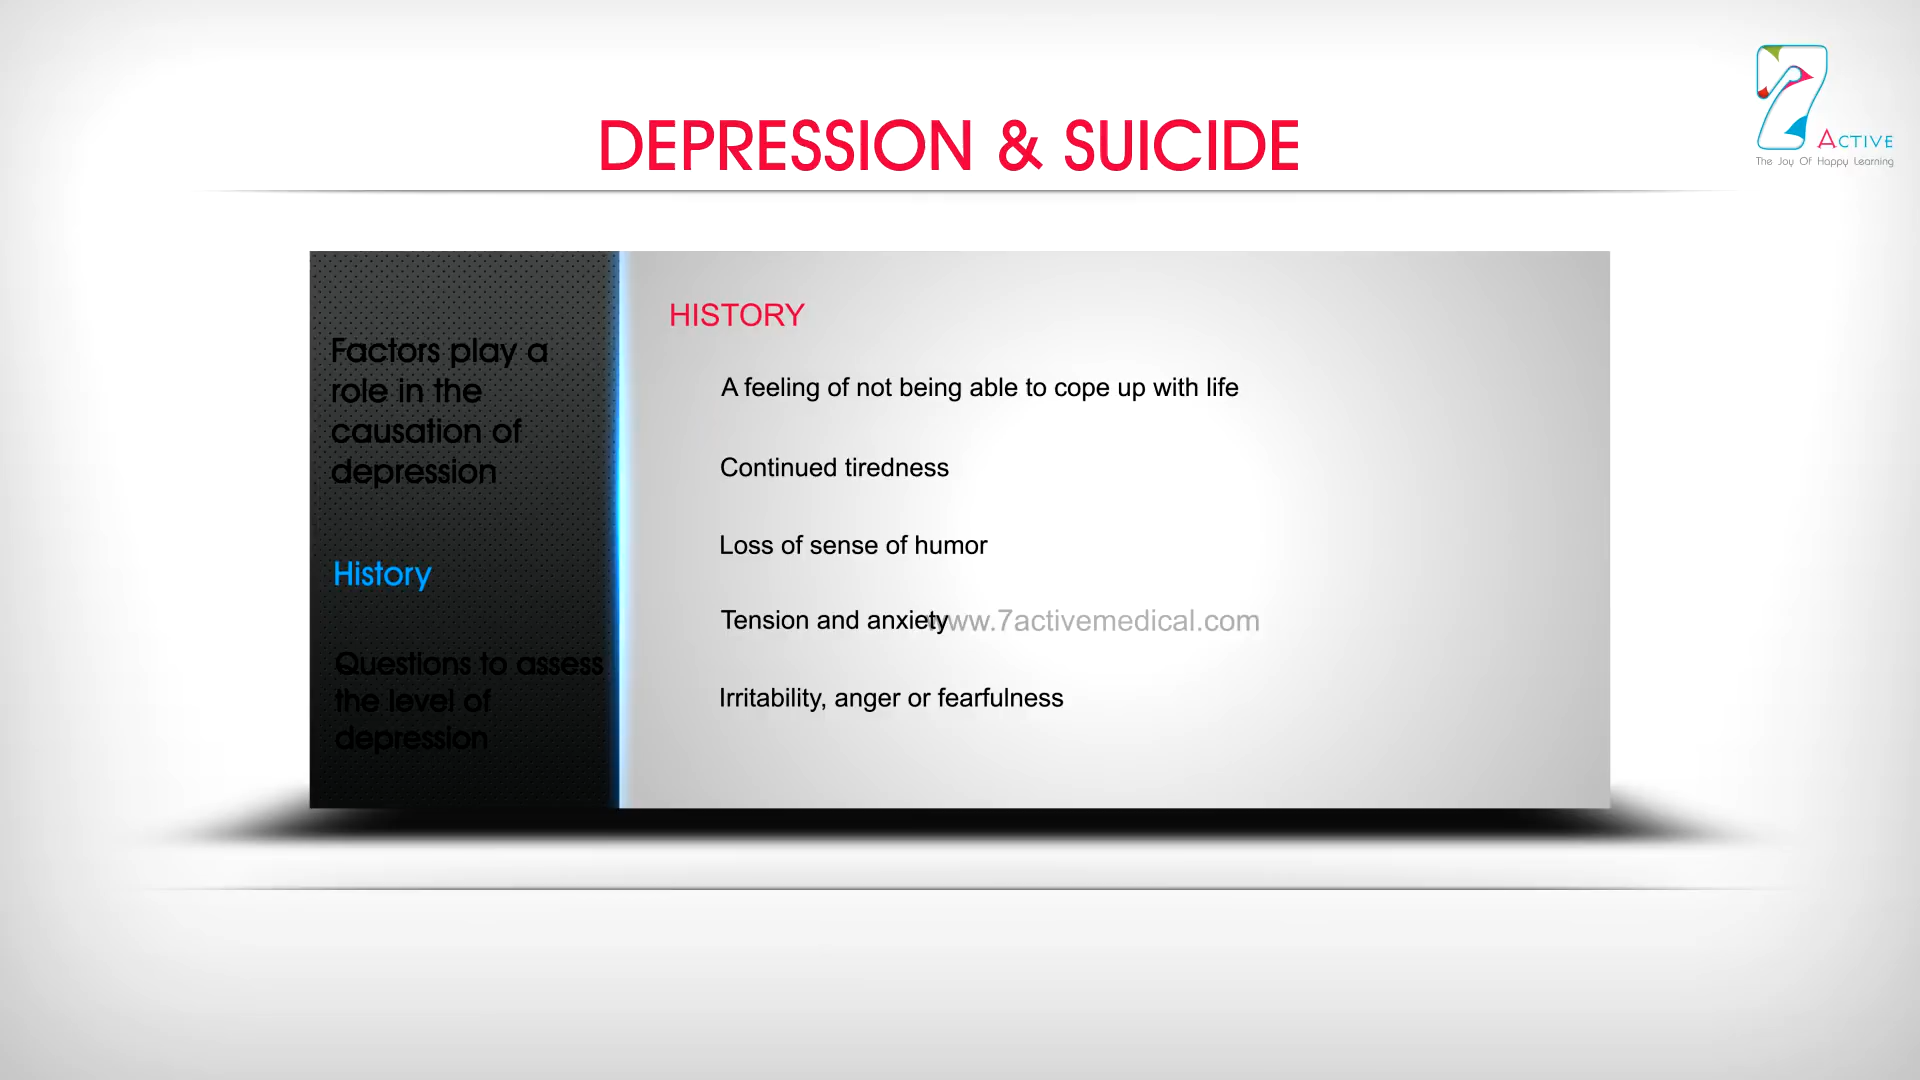 DEPRESSION & SUICIDE
7
ACTIVE
The Joy Of Happy Learning
Factors play a
role in the
causation of
depression
History
Questions to assess
the level of
depression
HISTORY
A feeling of not being able to cope up with life
Continued tiredness
Loss of sense of humor
Tension and anxiety
www.7activemedical.com
Irritability, anger or fearfulness